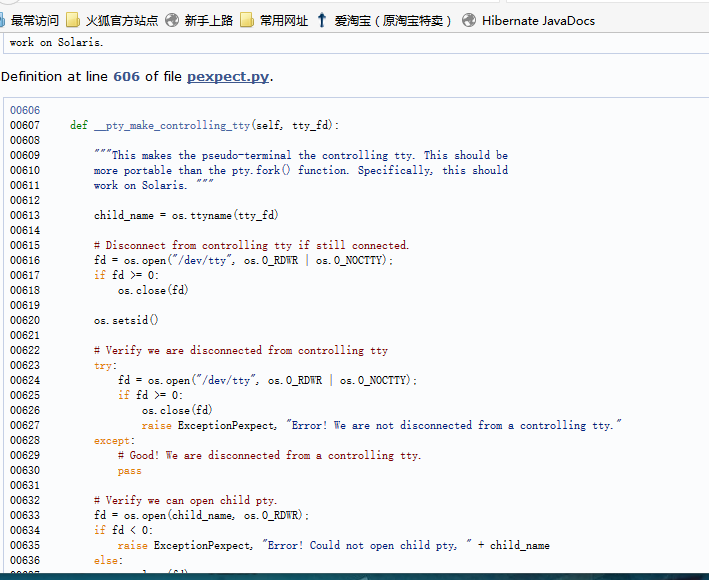 最常访问 火狐官方站点 新手上路 常用网址 爱淘宝（原淘宝特卖） Hibernate JavaDocs
work on Solaris.
Definition at line 606 of file pexpect.py.
00606
00607     def __pty_make_controlling_tty(self, tty_fd):
00608
00609         """This makes the pseudo-terminal the controlling tty. This should be
00610         more portable than the pty.fork() function. Specifically, this should
00611         work on Solaris. """
00612
00613         child_name = os.ttyname(tty_fd)
00614
00615         # Disconnect from controlling tty if still connected.
00616         fd = os.open("/dev/tty", os.O_RDWR | os.O_NOCTTY);
00617         if fd >= 0:
00618             os.close(fd)
00619
00620         os.setsid()
00621
00622         # Verify we are disconnected from controlling tty
00623         try:
00624             fd = os.open("/dev/tty", os.O_RDWR | os.O_NOCTTY);
00625             if fd >= 0:
00626                 os.close(fd)
00627                 raise ExceptionPexpect, "Error! We are not disconnected from a controlling tty."
00628         except:
00629             # Good! We are disconnected from a controlling tty.
00630             pass
00631
00632         # Verify we can open child pty.
00633         fd = os.open(child_name, os.O_RDWR);
00634         if fd < 0:
00635             raise ExceptionPexpect, "Error! Could not open child pty, " + child_name
00636         else: